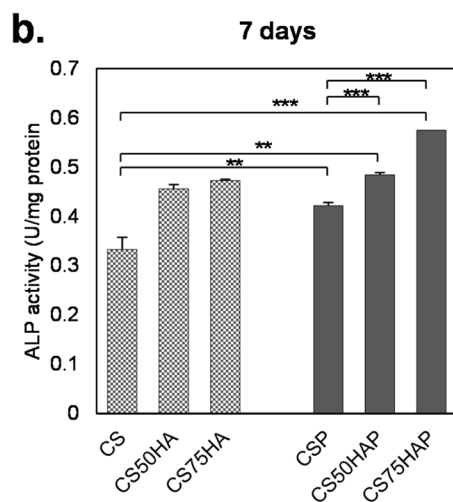 b.
7 days
ALP activity (U/mg protein
0.7
0.6
0.5
0.4
0.3
0.2
0.1
0
***
***
***
**
**
CS
CS50HA
CS75HA
CSP
CS50HAP
CS75HAP